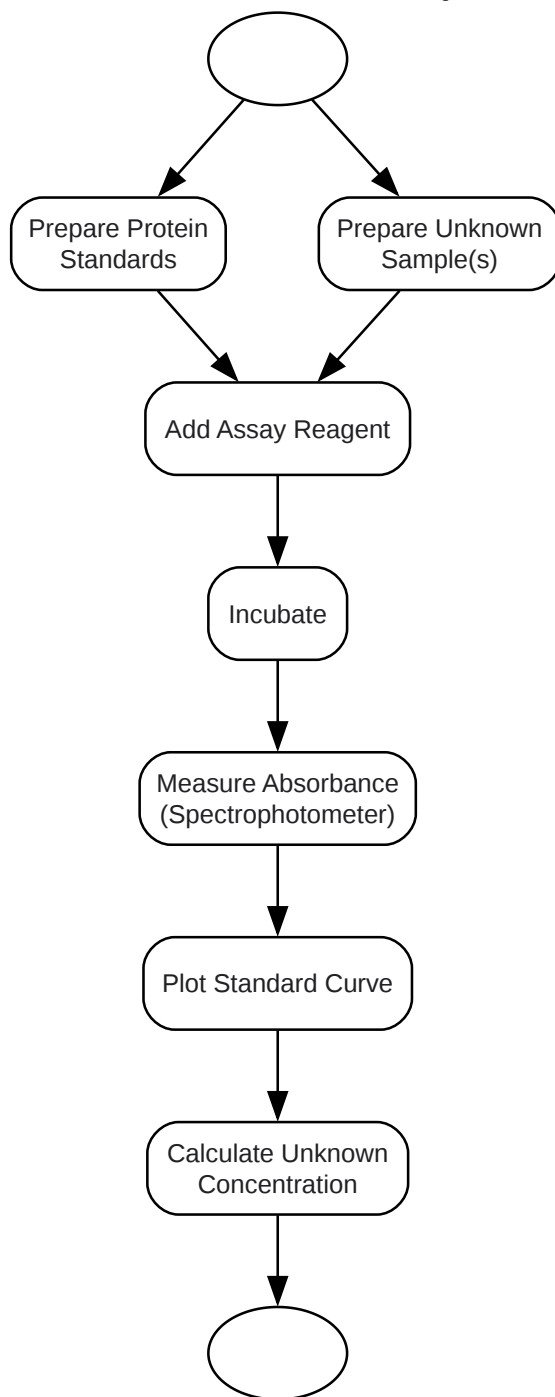 Prepare Protein
Standards
Prepare Unknown
Sample(s)
Add Assay Reagent
Incubate
Measure Absorbance
(Spectrophotometer)
Plot Standard Curve
Calculate Unknown
Concentration